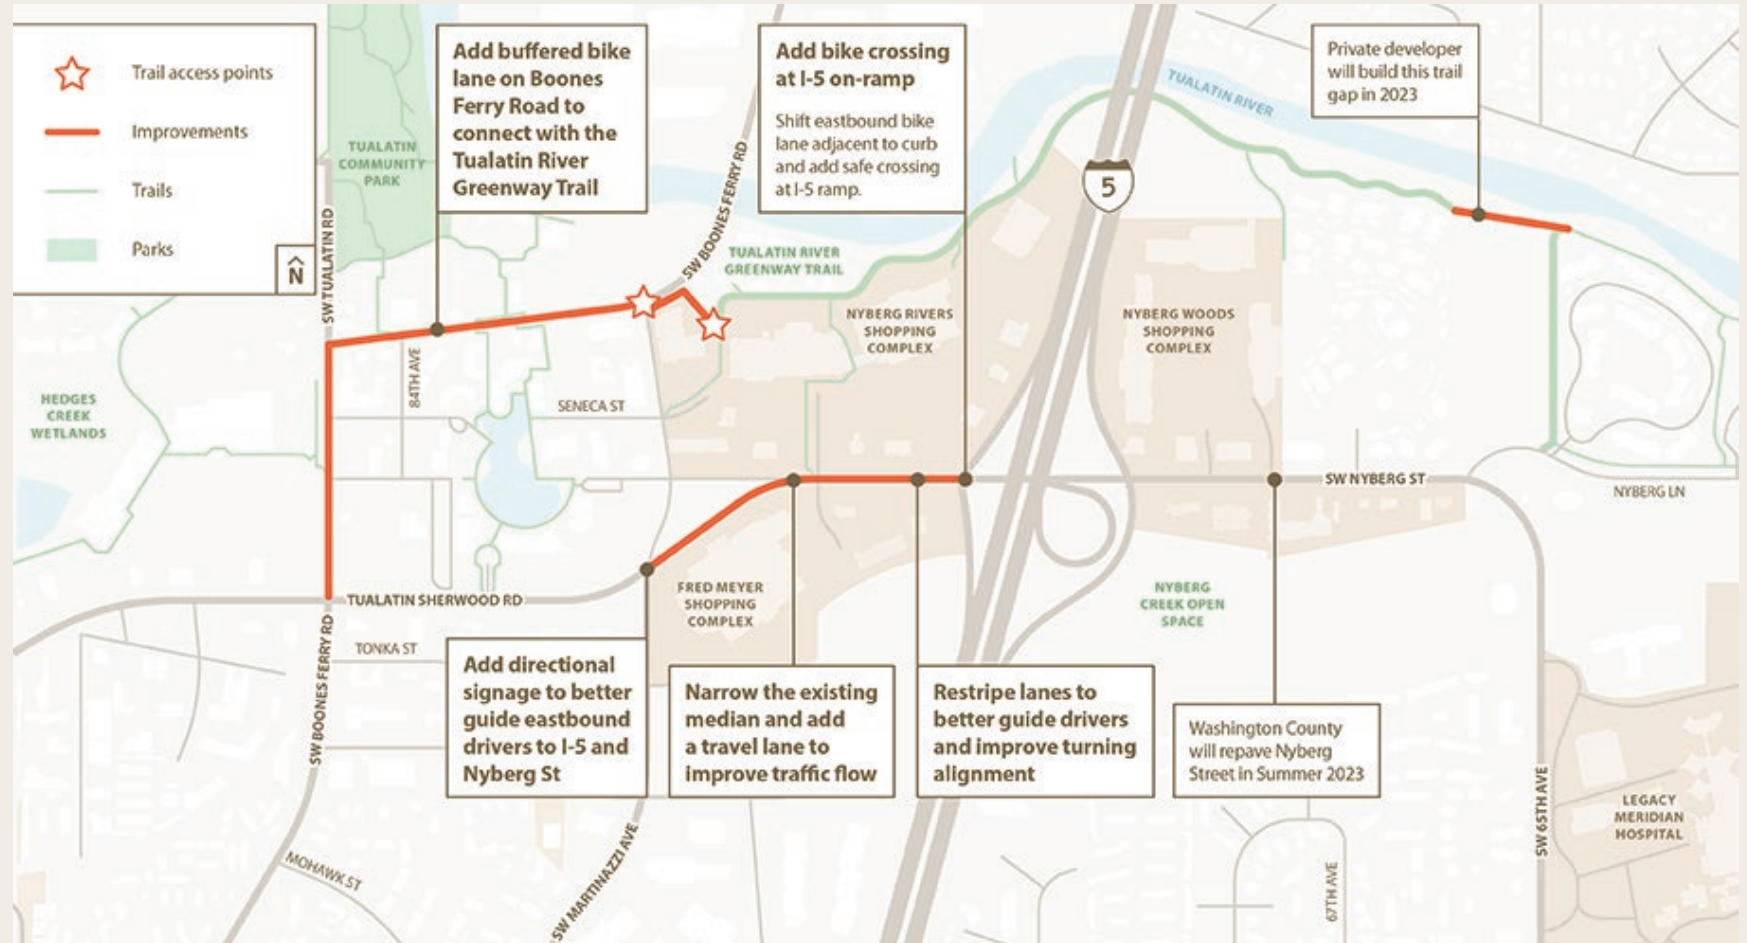 Trail access points
Improvements
Trails
Parks
N
Add buffered bike
lane on Boones
Ferry Road to
connect with the
Tualatin River
Greenway Trail
Add bike crossing
at I-5 on-ramp
Shift eastbound bike
lane adjacent to curb
and add safe crossing
at I-5 ramp.
Private developer
will build this trail
gap in 2023
TUALATIN RIVER
TUALATIN
COMMUNITY
PARK
5
SW TUALATIN RD
SW BOONES FERRY RD
TUALATIN RIVER
GREENWAY TRAIL
NYBERG RIVERS
SHOPPING
COMPLEX
NYBERG WOODS
SHOPPING
COMPLEX
84TH AVE
HEDGES
CREEK
WETLANDS
SENECA ST
SW NYBERG ST
NYBERG LN
TUALATIN SHERWOOD RD
FRED MEYER
SHOPPING
COMPLEX
NYBERG
CREEK OPEN
SPACE
TONKA ST
SW BOONES FERRY RD
Add directional
signage to better
guide eastbound
drivers to I-5 and
Nyberg St
Narrow the existing
median and add
a travel lane to
improve traffic flow
Restripe lanes to
better guide drivers
and improve turning
alignment
Washington County
will repave Nyberg
Street in Summer 2023
MOHAWK ST
SW MARTINAZZI AVE
67TH AVE
SW 65TH AVE
LEGACY
MERIDIAN
HOSPITAL